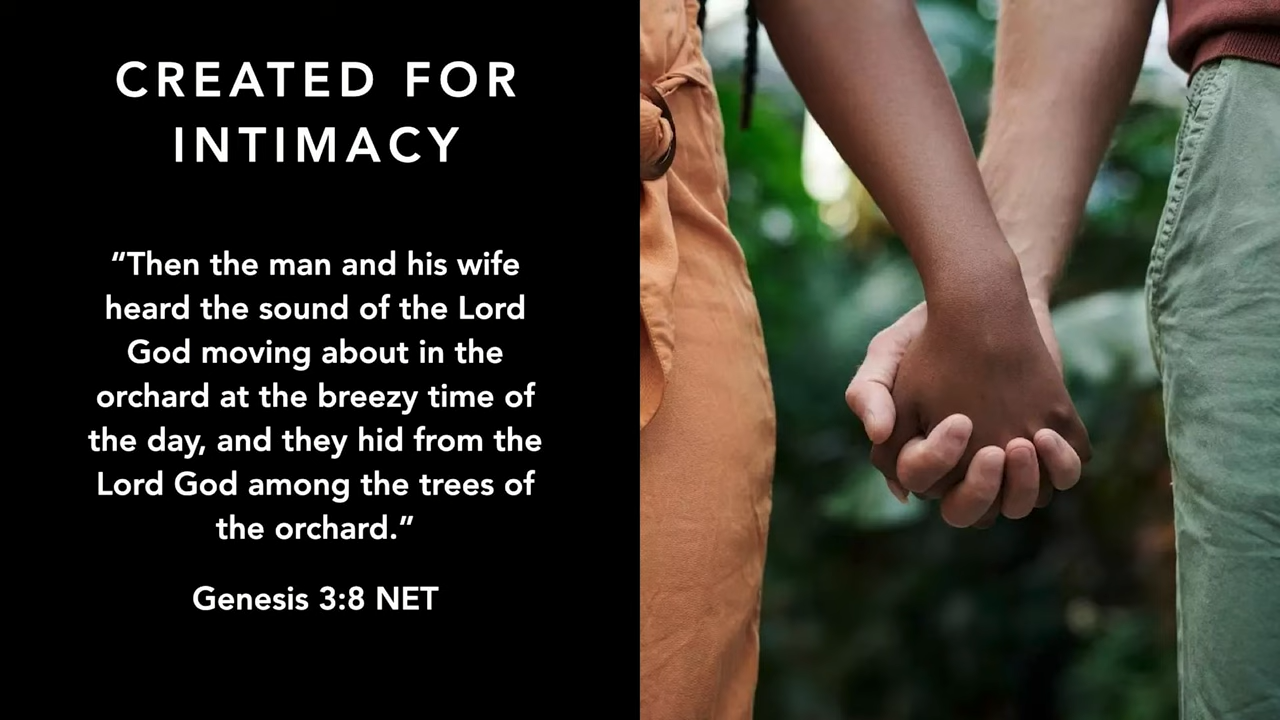 CREATED FOR
INTIMACY
“Then the man and his wife
heard the sound of the Lord
God moving about in the
orchard at the breezy time of
the day, and they hid from the
Lord God among the trees of
the orchard.”
Genesis 3:8 NET